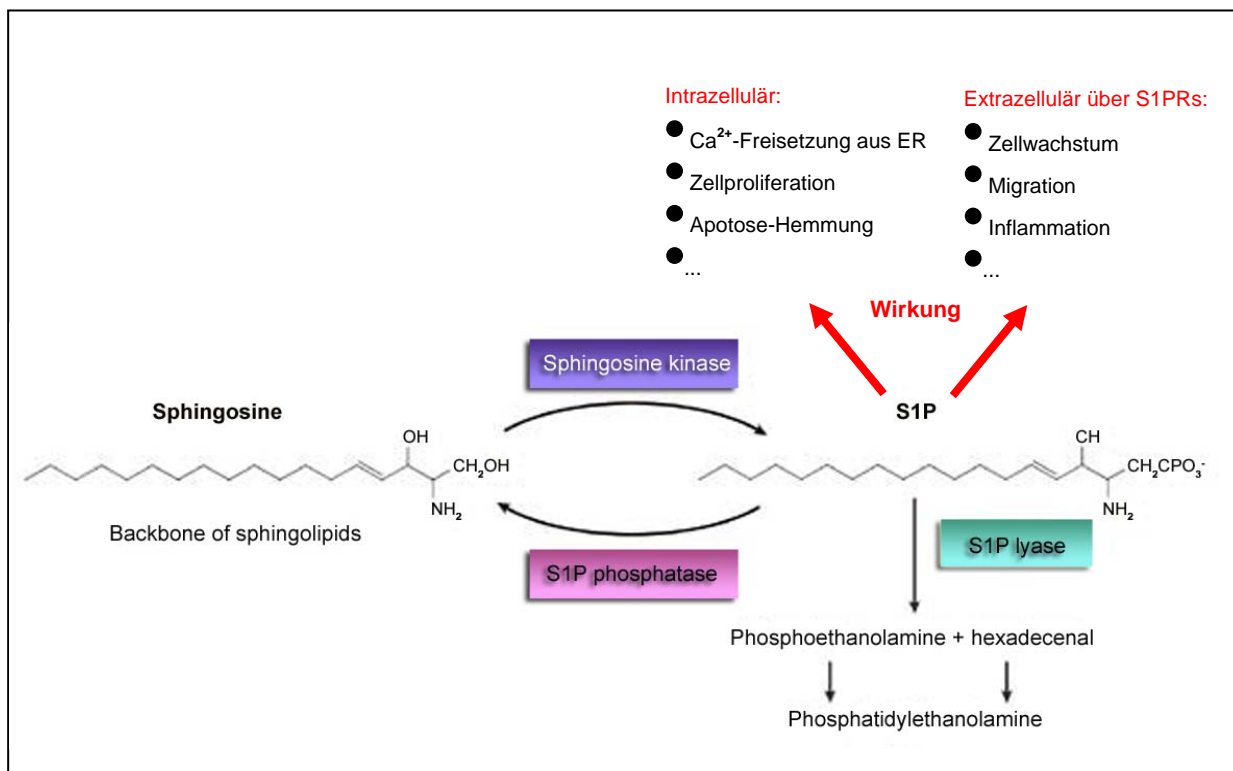 Intrazellulär:
● Ca²⁺-Freisetzung aus ER
● Zellproliferation
● Apotose-Hemmung
● ...
Extrazellulär über S1PRs:
● Zellwachstum
● Migration
● Inflammation
● ...
Wirkung
Sphingosine kinase
Sphingosine
S1P
OH
CH₂OH
NH₂
CH
CH₂CPO₃⁻
NH₂
Backbone of sphingolipids
S1P phosphatase
S1P lyase
Phosphoethanolamine + hexadecenal
Phosphatidylethanolamine